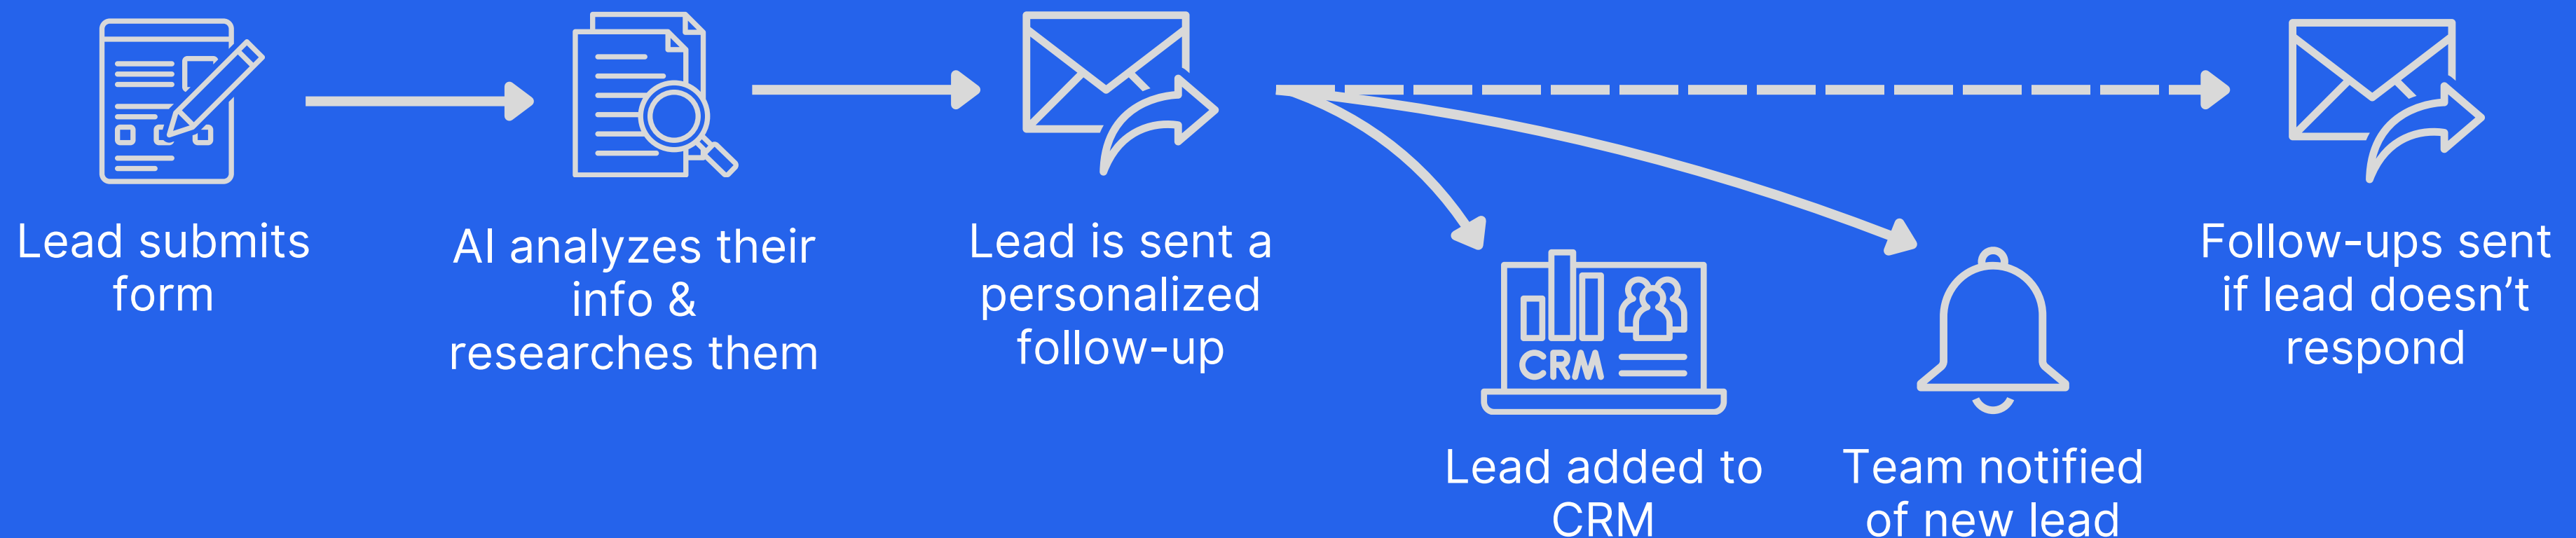 Lead submits
form
AI analyzes their
info &
researches them
Lead is sent a
personalized
follow-up
CRM
Lead added to
CRM
Team notified
of new lead
Follow-ups sent
if lead doesn’t
respond